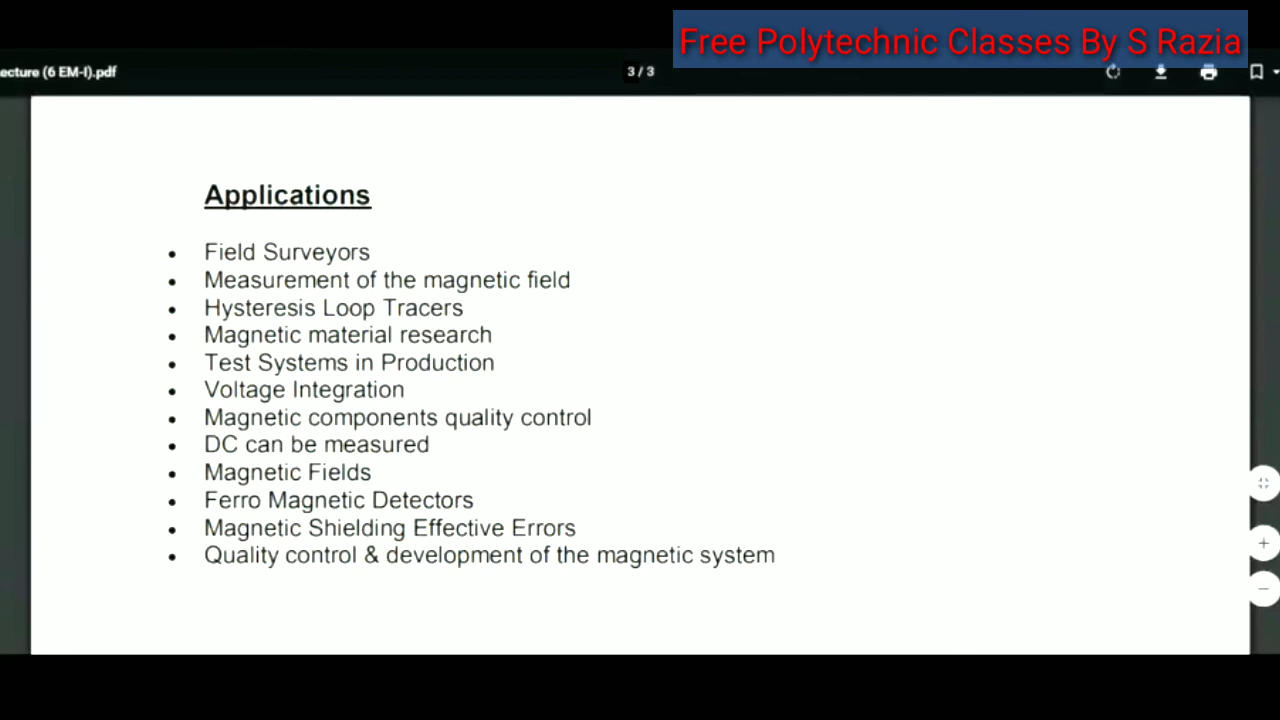 Free Polytechnic Classes By S Razia
ecture (6 EM-I).pdf
3 / 3
Applications
• Field Surveyors
• Measurement of the magnetic field
• Hysteresis Loop Tracers
• Magnetic material research
• Test Systems in Production
• Voltage Integration
• Magnetic components quality control
• DC can be measured
• Magnetic Fields
• Ferro Magnetic Detectors
• Magnetic Shielding Effective Errors
• Quality control & development of the magnetic system